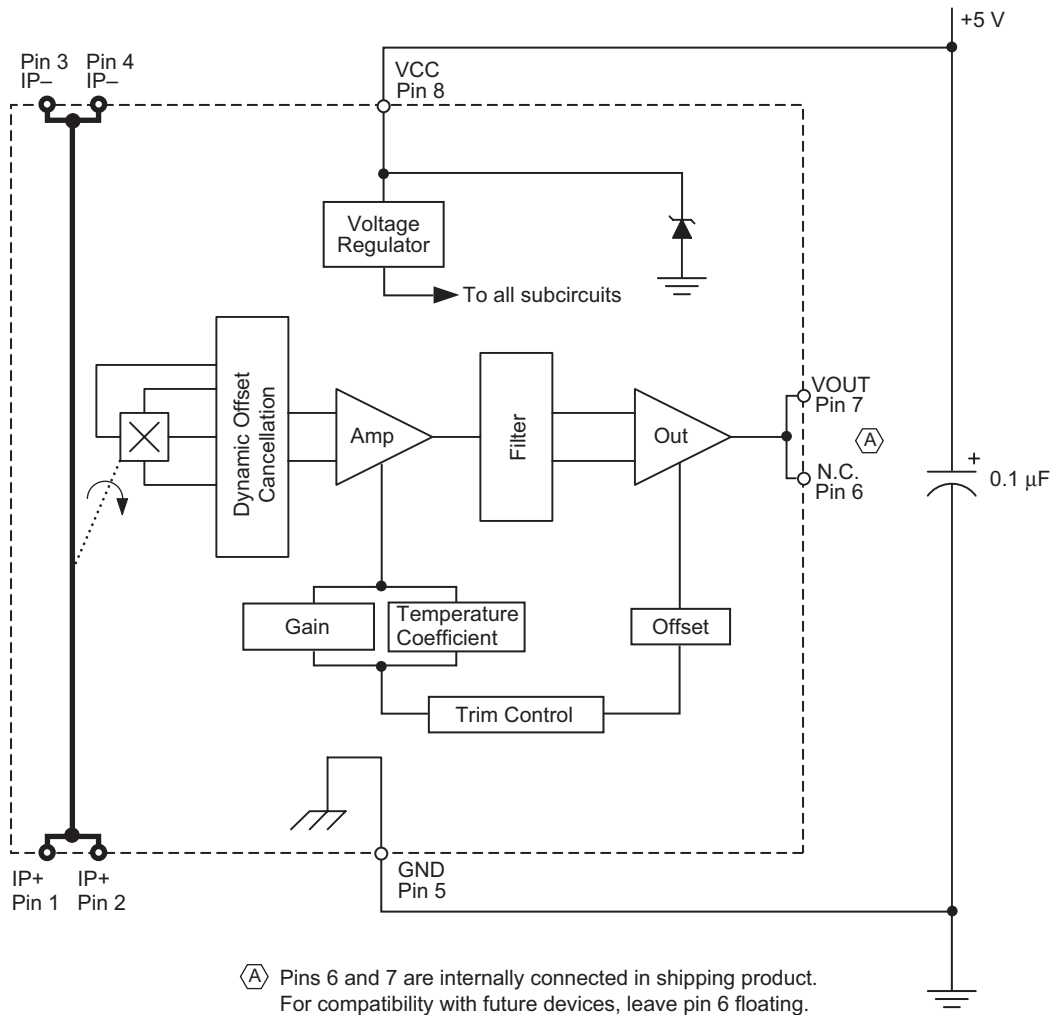 +5 V
Pin 3 Pin 4
IP– IP–
VCC
Pin 8
Voltage
Regulator
To all subcircuits
Dynamic Offset
Cancellation
Amp
Filter
Out
VOUT
Pin 7
A
N.C.
Pin 6
+
0.1 µF
Gain
Temperature
Coefficient
Offset
Trim Control
GND
Pin 5
IP+ IP+
Pin 1 Pin 2
A Pins 6 and 7 are internally connected in shipping product.
For compatibility with future devices, leave pin 6 floating.